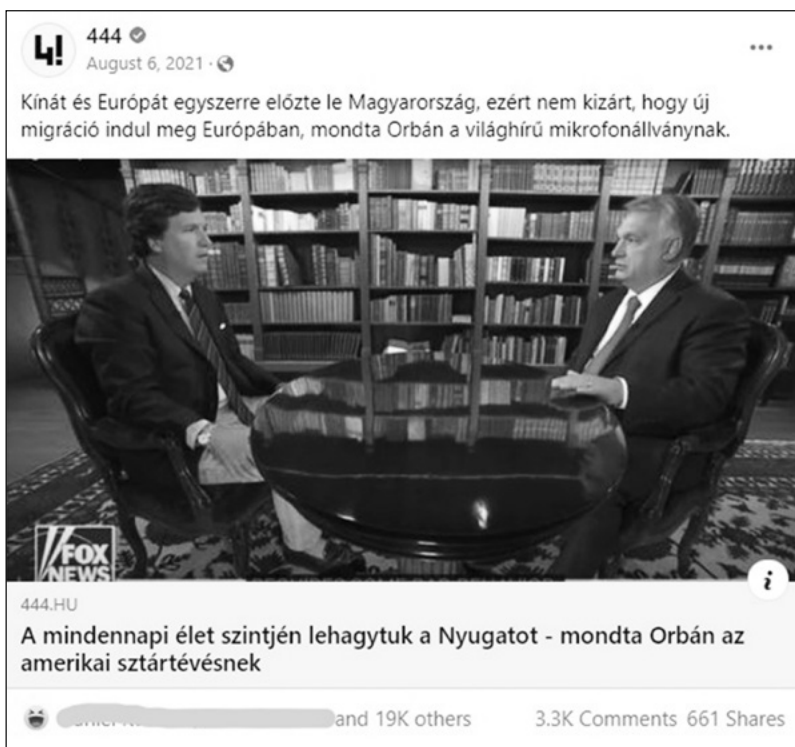 4!
444
August 6, 2021 ·
Kínát és Európát egyszerre előzte le Magyarország, ezért nem kizárt, hogy új
migráció indul meg Európában, mondta Orbán a világhírű mikrofonállványnak.
FOX
NEWS
i
444.HU
A mindennapi élet szintjén lehagytuk a Nyugatot - mondta Orbán az
amerikai sztártévésnek
and 19K others 3.3K Comments 661 Shares